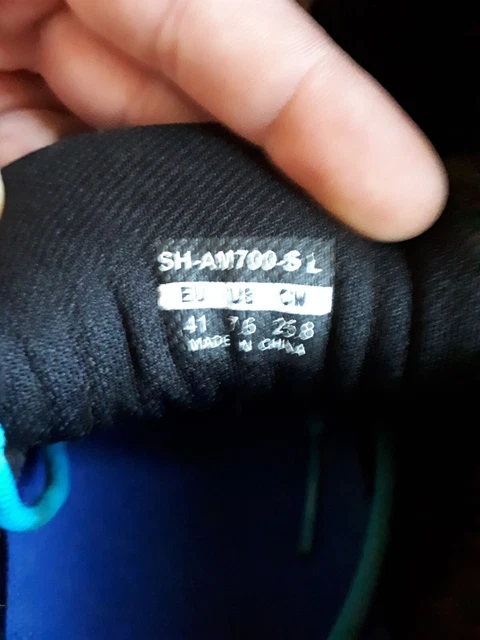 SH-AM700-S L
EU US CM
41 7.6 25.8
MADE IN CHINA